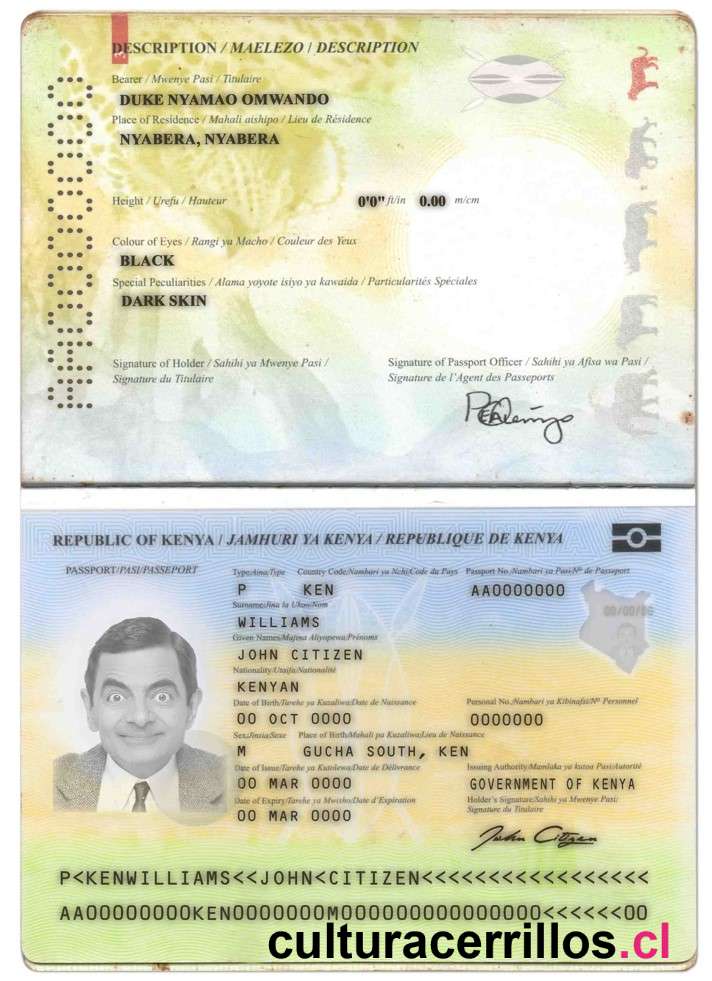 3
DESCRIPTION / MAELEZO / DESCRIPTION
Bearer / Mwenye Pasi / Titulaire
DUKE NYAMAO OMWANDO
Place of Residence / Mahali aishipo / Lieu de Résidence
NYABERA, NYABERA
Height / Urefu / Hauteur 0'0" ft/in 0.00 m/cm
Colour of Eyes / Rangi ya Macho / Couleur des Yeux
BLACK
Special Peculiarities / Alama yoyote isiyo ya kawaida / Particularités Spéciales
DARK SKIN
Signature of Holder / Sahihi ya Mwenye Pasi /
Signature du Titulaire
Signature of Passport Officer / Sahihi ya Afisa wa Pasi /
Signature de l'Agent des Passeports
AA0000000
REPUBLIC OF KENYA / JAMHURI YA KENYA / REPUBLIQUE DE KENYA
PASSPORT/PASI/PASSEPORT
Type/Aina/Type Country Code/Nambari ya Nchi/Code du Pays Passport No./Nambari ya Pasi/Nº de Passeport
P KEN AA0000000
Surname/Jina la Ukoo/Nom
WILLIAMS
00/00/00
Given Names/Majina Aliyopewa/Prénoms
JOHN CITIZEN
Nationality/Utaifa/Nationalité
KENYAN
Date of Birth/Tarehe ya Kuzaliwa/Date de Naissance Personal No./Nambari ya Kibinafsi/Nº Personnel
00 OCT 0000 0000000
Sex/Jinsia/Sexe Place of Birth/Mahali pa Kuzaliwa/Lieu de Naissance
M GUCHA SOUTH, KEN
Date of Issue/Tarehe ya Kutolewa/Date de Délivrance Issuing Authority/Mamlaka ya kutoa Pasi/Autorité
00 MAR 0000 GOVERNMENT OF KENYA
Date of Expiry/Tarehe ya Mwisho/Date d'Expiration Holder's Signature/Sahihi ya Mwenye Pasi/
Signature du Titulaire
00 MAR 0000
John Citizen
P<KENWILLIAMS<<JOHN<CITIZEN<<<<<<<<<<<<<<<<<
AA00000000KEN0000000M000000000000000<<<<<<00
culturacerrillos.cl